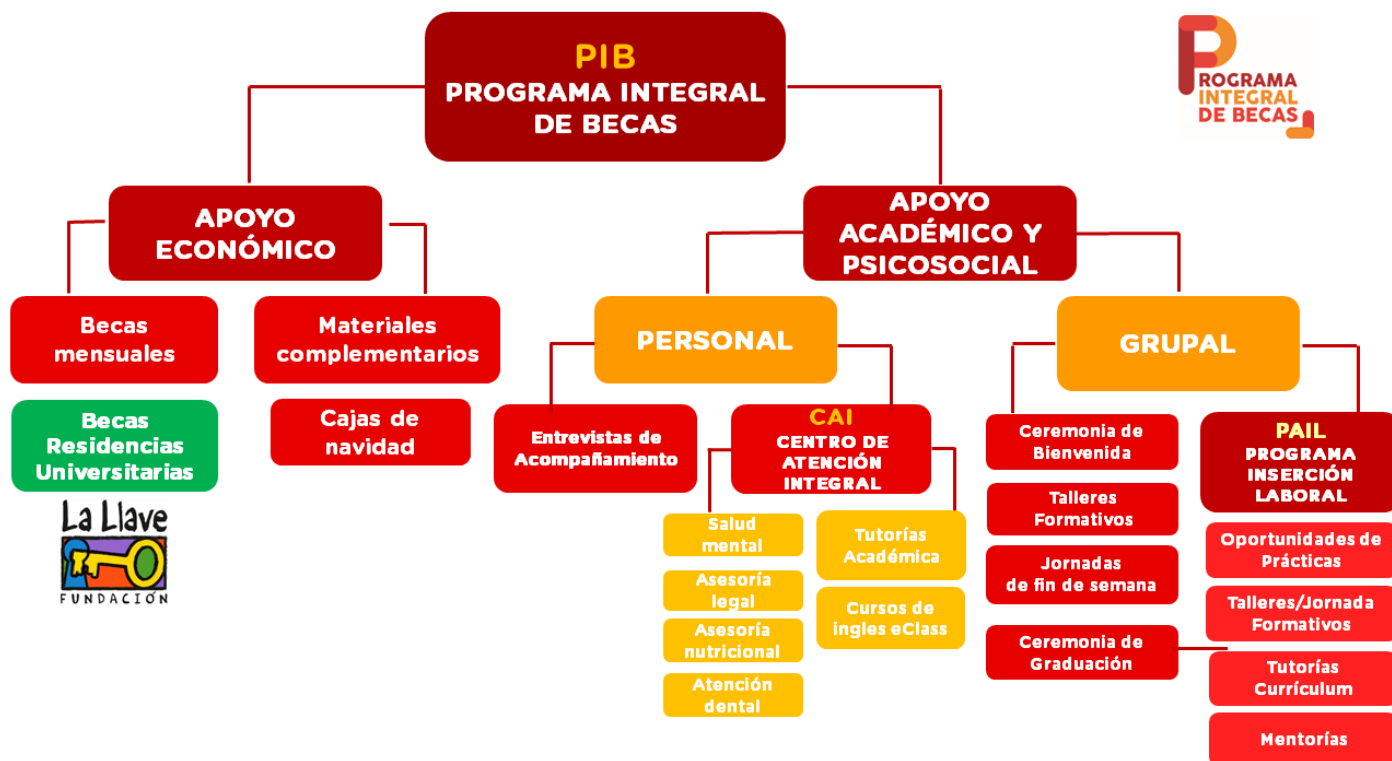 PIB
PROGRAMA INTEGRAL
DE BECAS
PROGRAMA
INTEGRAL
DE BECAS
APOYO
ECONÓMICO
APOYO
ACADÉMICO Y
PSICOSOCIAL
Becas
mensuales
Materiales
complementarios
Becas
Residencias
Universitarias
Cajas de
navidad
La Llave
FUNDACIÓN
PERSONAL
GRUPAL
Entrevistas de
Acompañamiento
CAI
CENTRO DE
ATENCIÓN
INTEGRAL
Salud
mental
Asesoría
legal
Asesoría
nutricional
Atención
dental
Tutorías
Académica
Cursos de
ingles eClass
Ceremonia de
Bienvenida
Talleres
Formativos
Jornadas
de fin de semana
Ceremonia de
Graduación
PAIL
PROGRAMA
INSERCIÓN
LABORAL
Oportunidades de
Prácticas
Talleres/Jornada
Formativos
Tutorías
Currículum
Mentorías